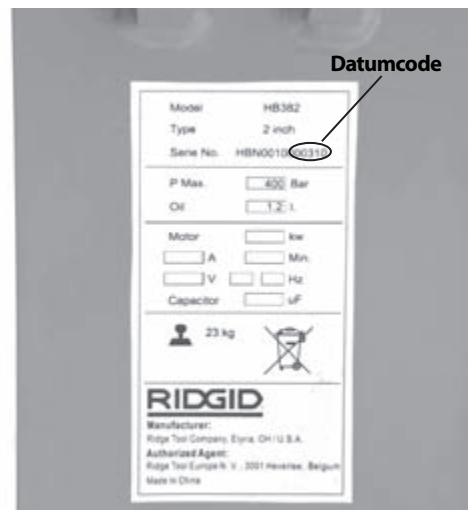 Datumcode
Model HB382
Type 2 inch
Serie No. HBN0010000310
P Max. 400 Bar
Oil 1.2 l.
Motor kw
A Min.
V Hz
Capacitor uF
23 kg
RIDGID
Manufacturer:
Ridge Tool Company, Elyria, OH / U.S.A.
Authorized Agent:
Ridge Tool Europe N. V., 3001 Heverlee, Belgium
Made in China